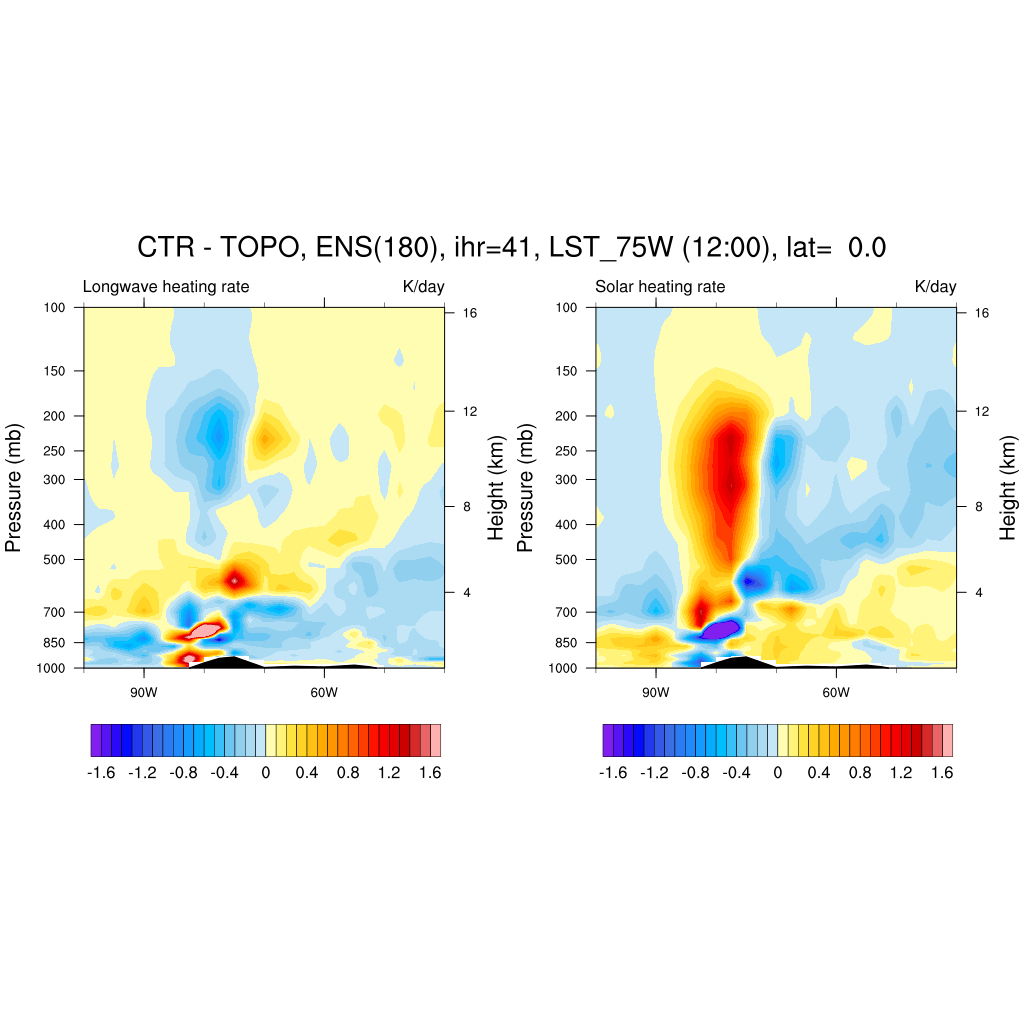 CTR - TOPO, ENS(180), ihr=41, LST_75W (12:00), lat=  0.0
Longwave heating rate K/day
100
150
200
250
300
400
500
700
850
1000
Pressure (mb)
16
12
8
4
Height (km)
90W 60W
-1.6 -1.2 -0.8 -0.4 0 0.4 0.8 1.2 1.6
Solar heating rate K/day
100
150
200
250
300
400
500
700
850
1000
Pressure (mb)
16
12
8
4
Height (km)
90W 60W
-1.6 -1.2 -0.8 -0.4 0 0.4 0.8 1.2 1.6